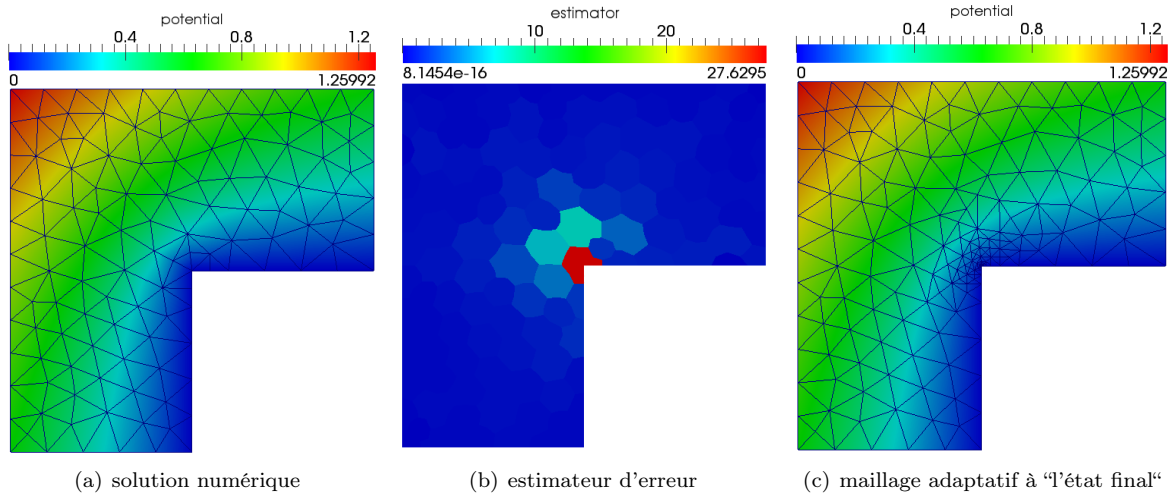 potential
0.4 0.8 1.2
0 1.25992
estimator
10 20
8.1454e-16 27.6295
potential
0.4 0.8 1.2
0 1.25992
(a) solution numérique
(b) estimateur d'erreur
(c) maillage adaptatif à “l'état final“